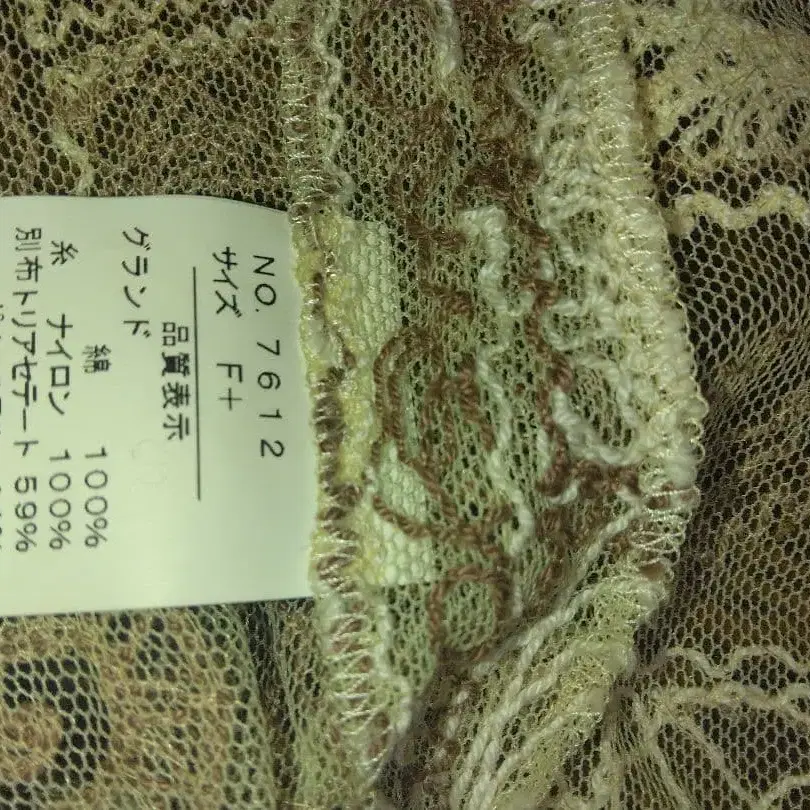 NO. 7612
サイズ F+
品質表示
グランド
綿 100%
糸 ナイロン 100%
別布トリアセテート 59%